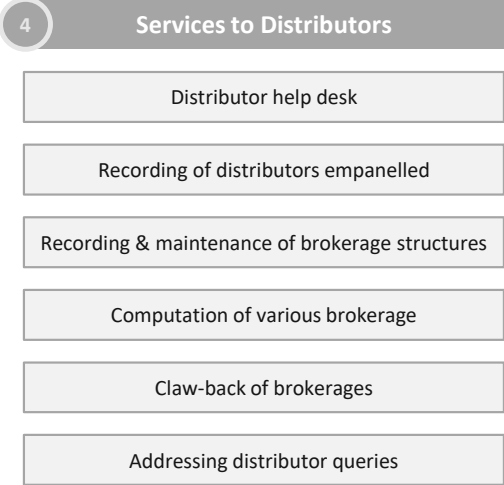 4
Services to Distributors
Distributor help desk
Recording of distributors empanelled
Recording & maintenance of brokerage structures
Computation of various brokerage
Claw-back of brokerages
Addressing distributor queries